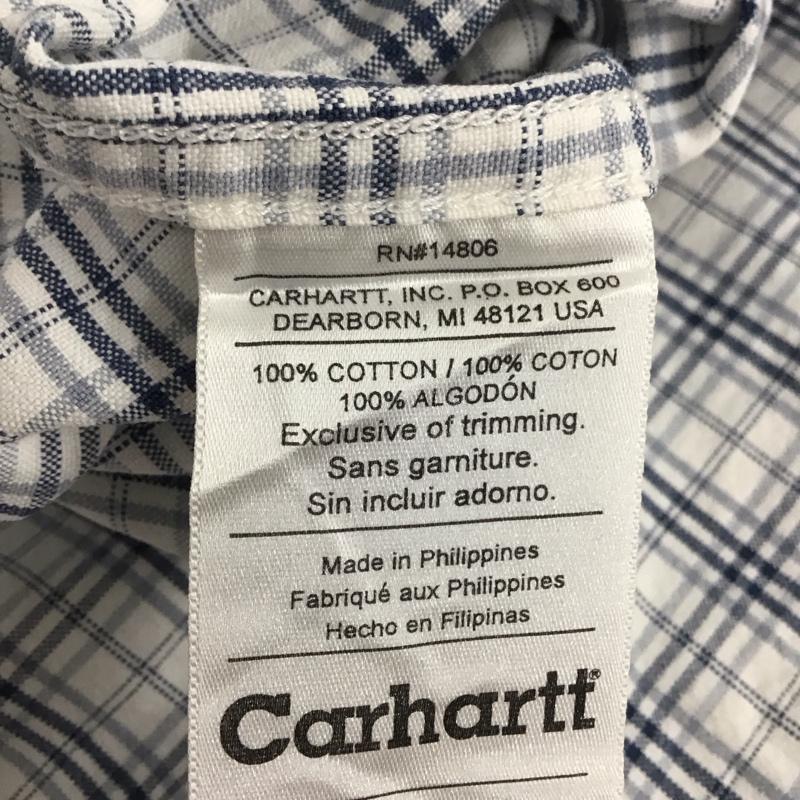 RN#14806
CARHARTT, INC. P.O. BOX 600
DEARBORN, MI 48121 USA
100% COTTON / 100% COTON
100% ALGODÓN
Exclusive of trimming.
Sans garniture.
Sin incluir adorno.
Made in Philippines
Fabriqué aux Philippines
Hecho en Filipinas
Carhartt®